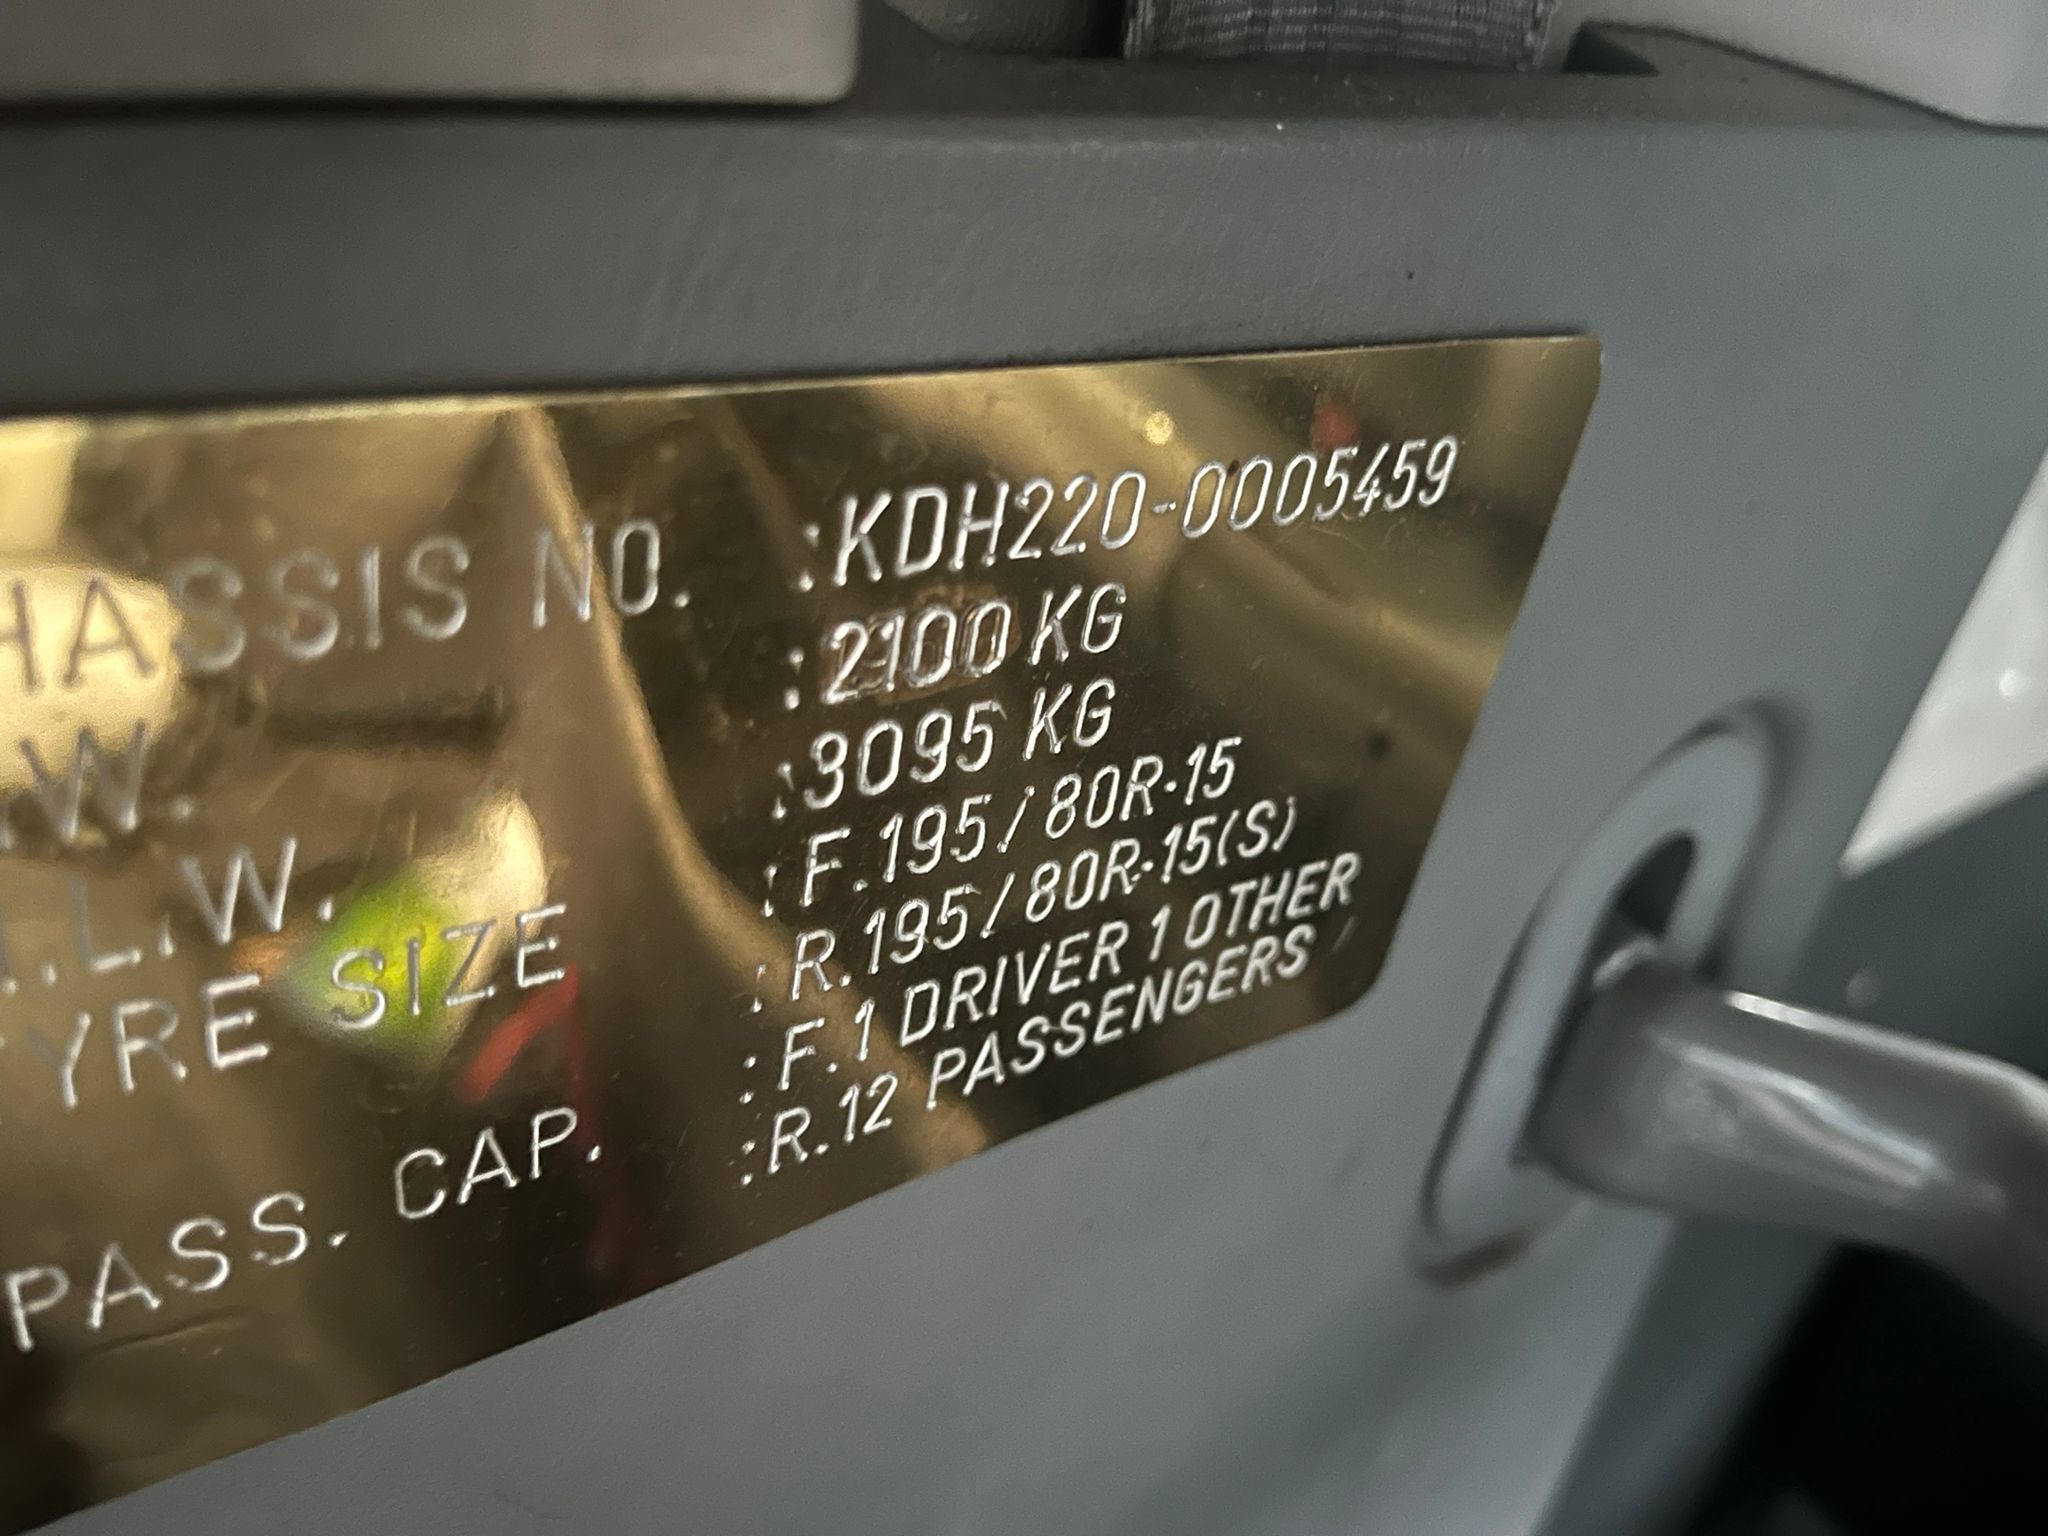 HASSIS NO. :KDH220-0005459
.W. :2100 KG
.L.W. :3095 KG
TYRE SIZE :F.195/80R-15
:R.195/80R-15(S)
PASS. CAP. :F.1 DRIVER 1 OTHER
:R.12 PASSENGERS